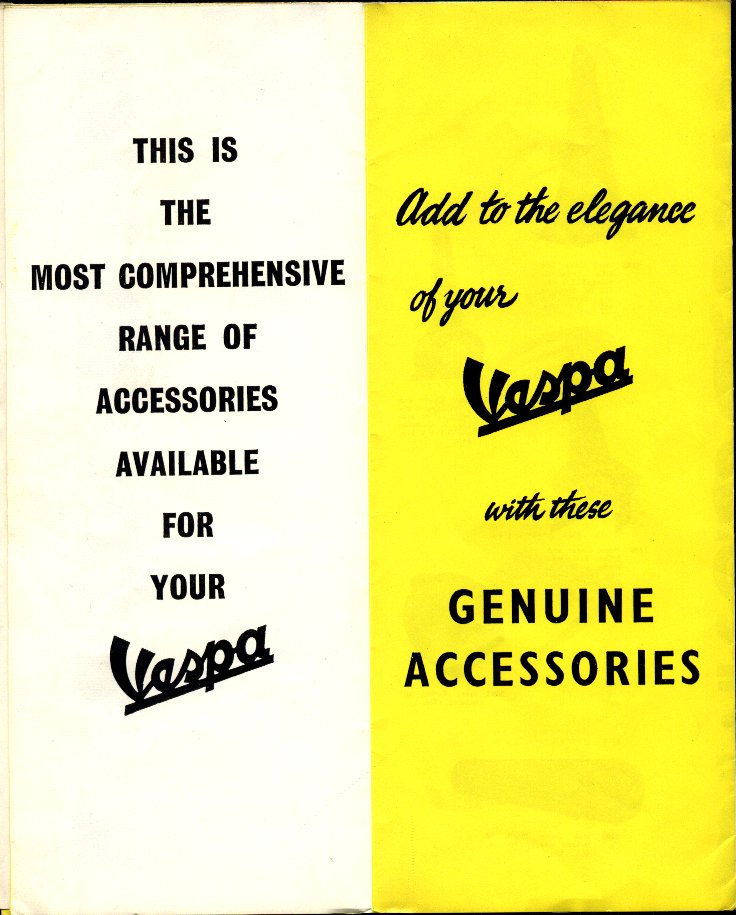 THIS IS
THE
MOST COMPREHENSIVE
RANGE OF
ACCESSORIES
AVAILABLE
FOR
YOUR
Vespa
Add to the elegance
of your
Vespa
with these
GENUINE
ACCESSORIES